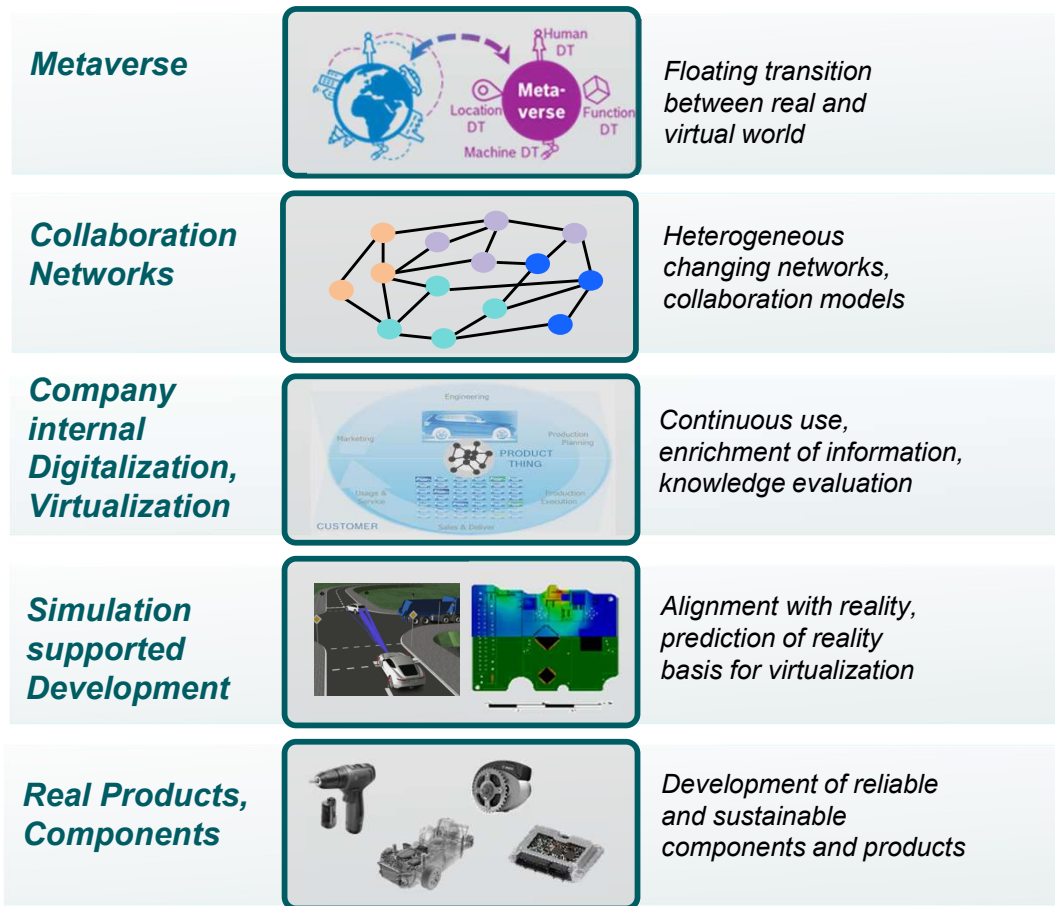 Metaverse
Human
DT
Meta-
verse
Location
DT
Function
DT
Machine DT
Floating transition
between real and
virtual world
Collaboration
Networks
Heterogeneous
changing networks,
collaboration models
Company
internal
Digitalization,
Virtualization
Engineering
Marketing
Production
Planning
PRODUCT
THING
Usage &
Service
Production
Execution
CUSTOMER
Sales & Deliver
Continuous use,
enrichment of information,
knowledge evaluation
Simulation
supported
Development
Alignment with reality,
prediction of reality
basis for virtualization
Real Products,
Components
Development of reliable
and sustainable
components and products